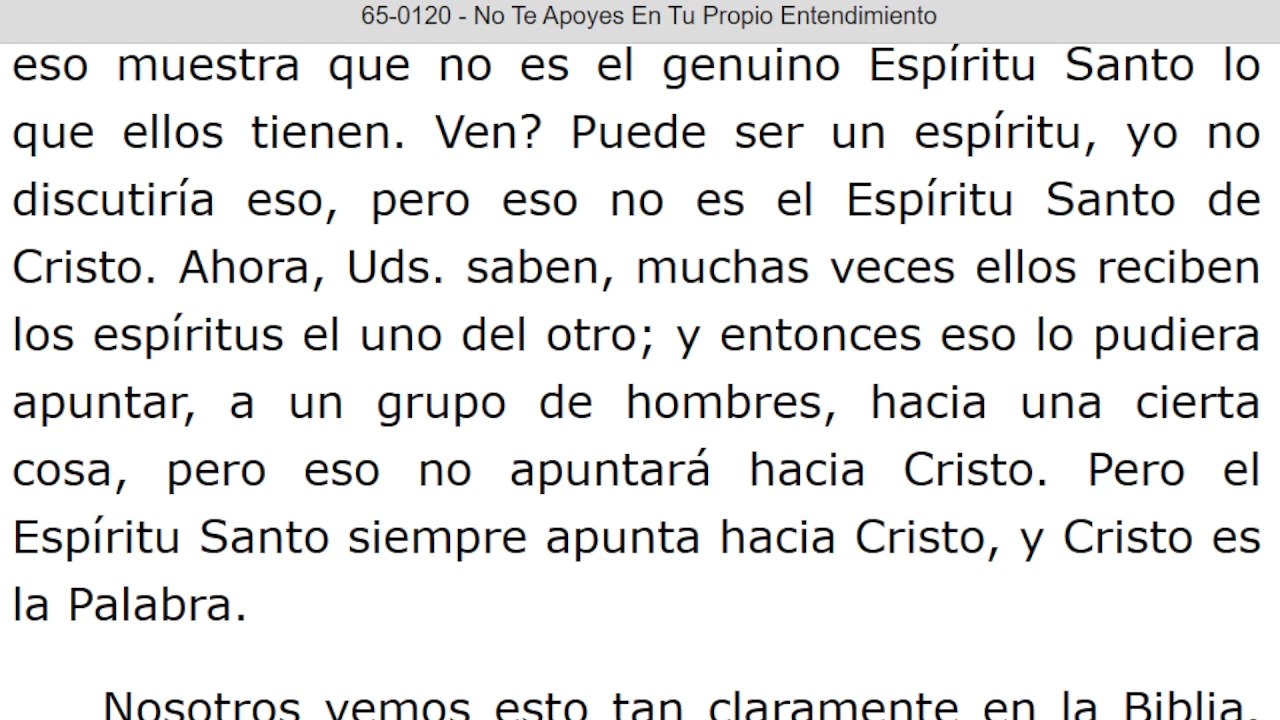 65-0120 - No Te Apoyes En Tu Propio Entendimiento
eso muestra que no es el genuino Espíritu Santo lo
que ellos tienen. Ven? Puede ser un espíritu, yo no
discutiría eso, pero eso no es el Espíritu Santo de
Cristo. Ahora, Uds. saben, muchas veces ellos reciben
los espíritus el uno del otro; y entonces eso lo pudiera
apuntar, a un grupo de hombres, hacia una cierta
cosa, pero eso no apuntará hacia Cristo. Pero el
Espíritu Santo siempre apunta hacia Cristo, y Cristo es
la Palabra.
Nosotros vemos esto tan claramente en la Biblia.